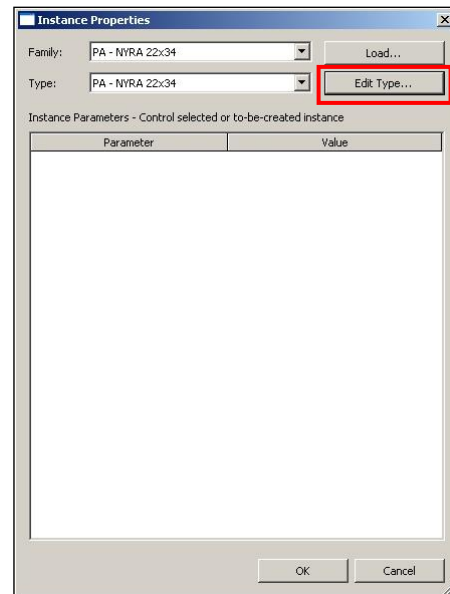 Instance Properties
Family: PA - NYRA 22x34 Load...
Type: PA - NYRA 22x34 Edit Type...
Instance Parameters - Control selected or to-be-created instance
Parameter Value
OK Cancel